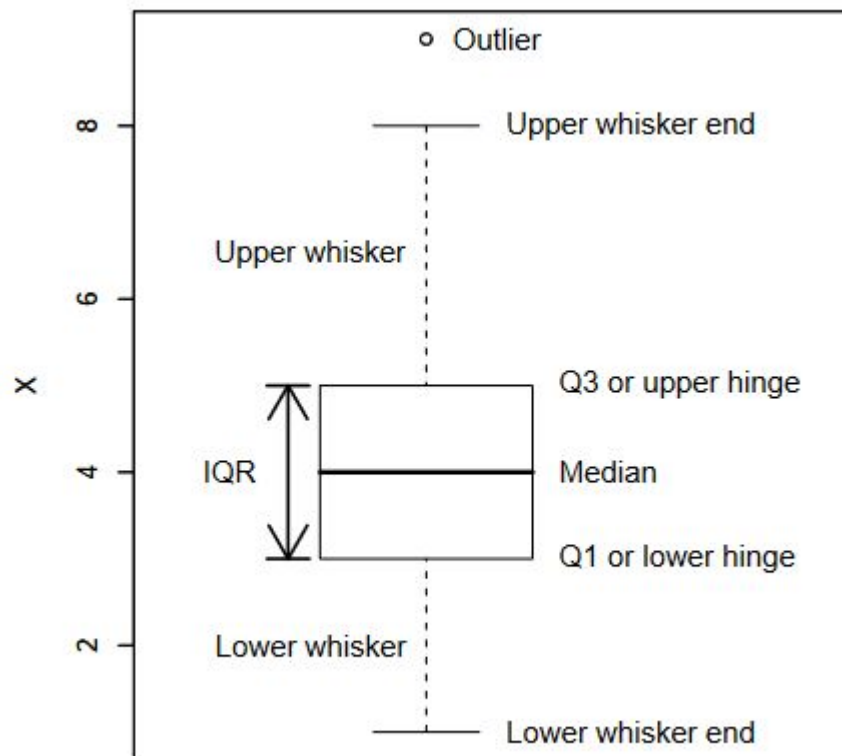 Outlier
8
Upper whisker end
Upper whisker
6
X
Q3 or upper hinge
IQR
4
Median
Q1 or lower hinge
2
Lower whisker
Lower whisker end